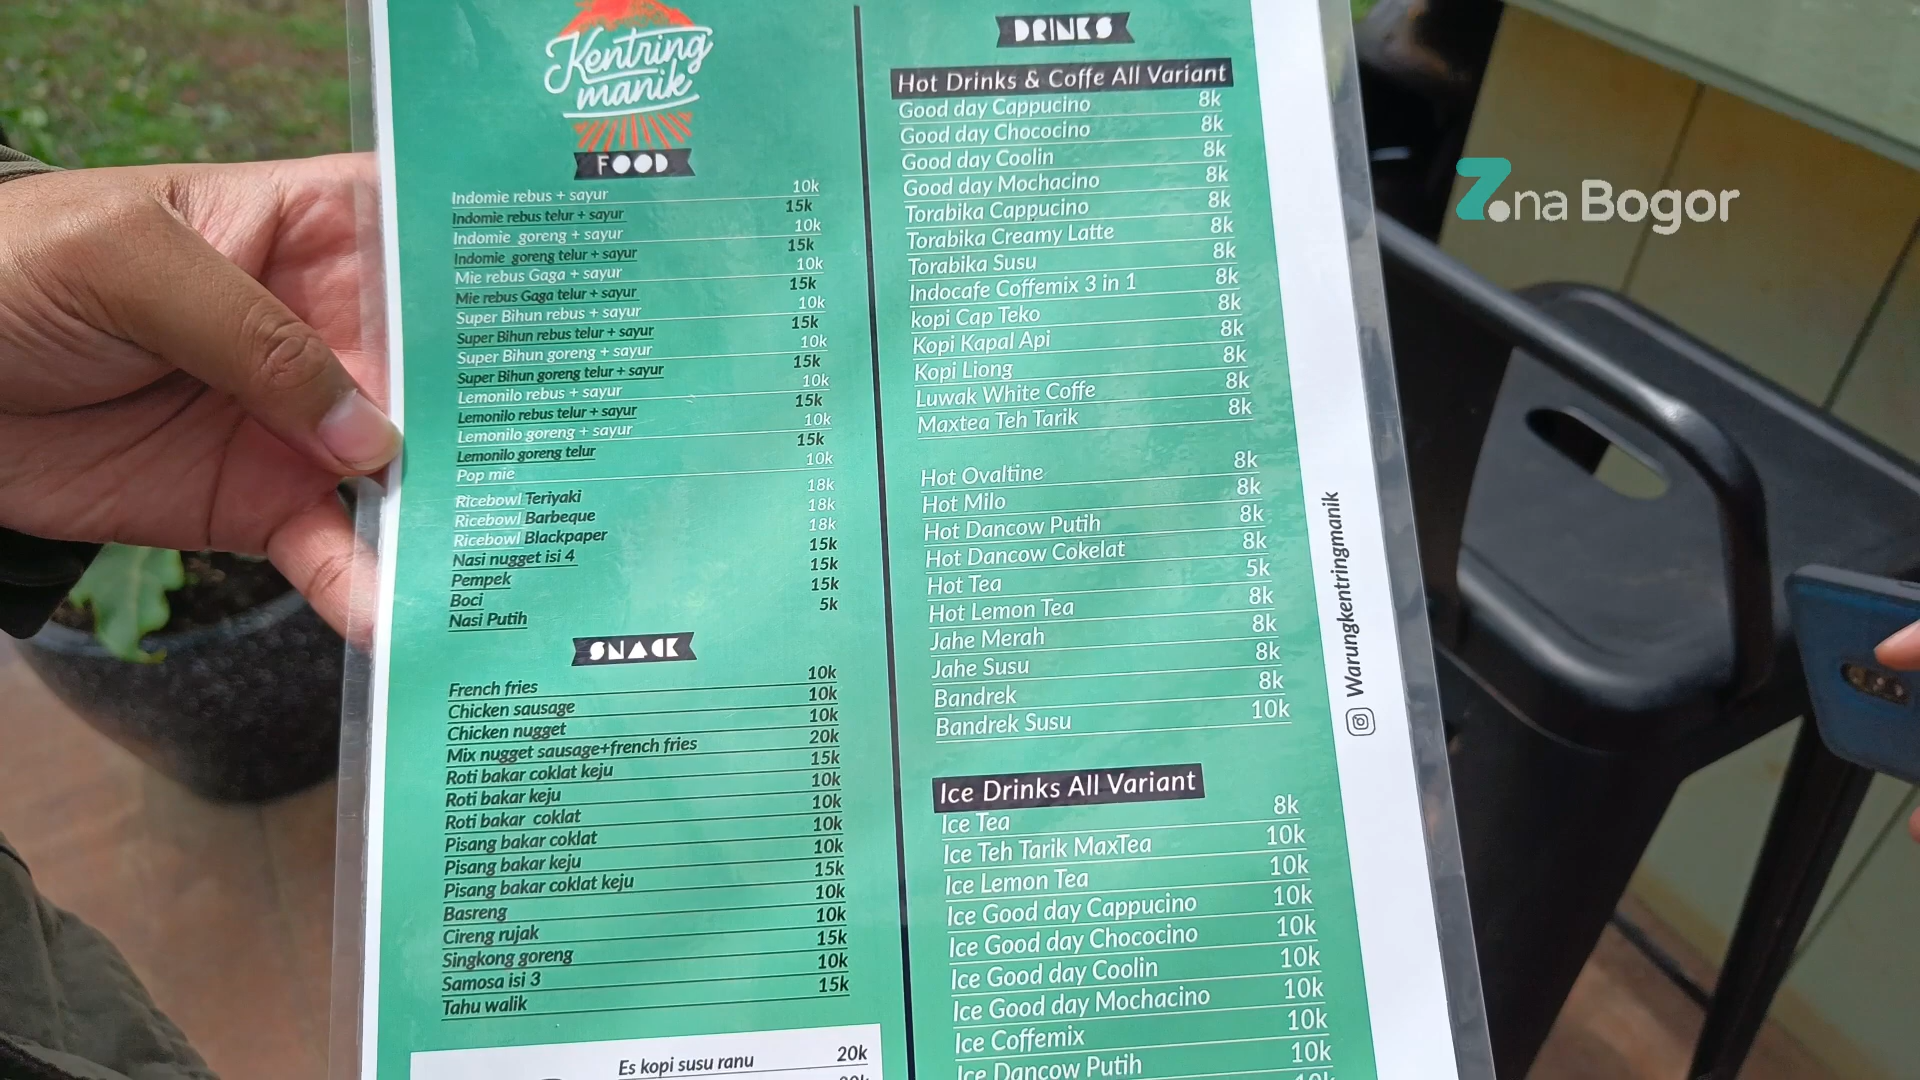 Kentring
manik
FOOD
Indomie rebus + sayur 10k
Indomie rebus telur + sayur 15k
Indomie goreng + sayur 10k
Indomie goreng telur + sayur 15k
Mie rebus Gaga + sayur 10k
Mie rebus Gaga telur + sayur 15k
Super Bihun rebus + sayur 10k
Super Bihun rebus telur + sayur 15k
Super Bihun goreng + sayur 10k
Super Bihun goreng telur + sayur 15k
Lemonilo rebus + sayur 10k
Lemonilo rebus telur + sayur 15k
Lemonilo goreng + sayur 10k
Lemonilo goreng telur 15k
Pop mie 10k
Ricebowl Teriyaki 18k
Ricebowl Barbeque 18k
Ricebowl Blackpaper 18k
Nasi nugget isi 4 15k
Pempek 15k
Boci 15k
Nasi Putih 5k
SNACK
French fries 10k
Chicken sausage 10k
Chicken nugget 10k
Mix nugget sausage+french fries 20k
Roti bakar coklat keju 15k
Roti bakar keju 10k
Roti bakar coklat 10k
Pisang bakar coklat 10k
Pisang bakar keju 10k
Pisang bakar coklat keju 15k
Basreng 10k
Cireng rujak 10k
Singkong goreng 15k
Samosa isi 3 10k
Tahu walik 15k
Es kopi susu ranu 20k
DRINKS
Hot Drinks & Coffe All Variant
Good day Cappucino 8k
Good day Chococino 8k
Good day Coolin 8k
Good day Mochacino 8k
Torabika Cappucino 8k
Torabika Creamy Latte 8k
Torabika Susu 8k
Indocafe Coffemix 3 in 1 8k
kopi Cap Teko 8k
Kopi Kapal Api 8k
Kopi Liong 8k
Luwak White Coffe 8k
Maxtea Teh Tarik 8k
Hot Ovaltine 8k
Hot Milo 8k
Hot Dancow Putih 8k
Hot Dancow Cokelat 8k
Hot Tea 5k
Hot Lemon Tea 8k
Jahe Merah 8k
Jahe Susu 8k
Bandrek 8k
Bandrek Susu 10k
Ice Drinks All Variant
Ice Tea 8k
Ice Teh Tarik MaxTea 10k
Ice Lemon Tea 10k
Ice Good day Cappucino 10k
Ice Good day Chococino 10k
Ice Good day Coolin 10k
Ice Good day Mochacino 10k
Ice Coffemix 10k
Ice Dancow Putih 10k
Warungkentringmanik
Zona Bogor